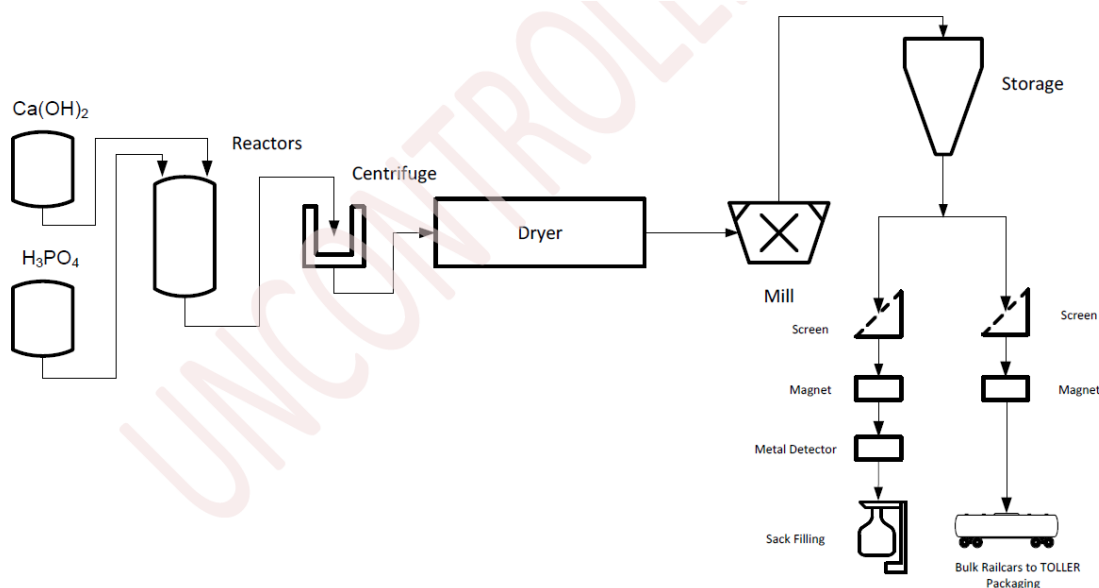 Ca(OH)₂
Reactors
Centrifuge
H₃PO₄
Dryer
Mill
Storage
Screen
Magnet
Metal Detector
Sack Filling
Screen
Magnet
Bulk Railcars to TOLLER
Packaging
UNCONTROLLE